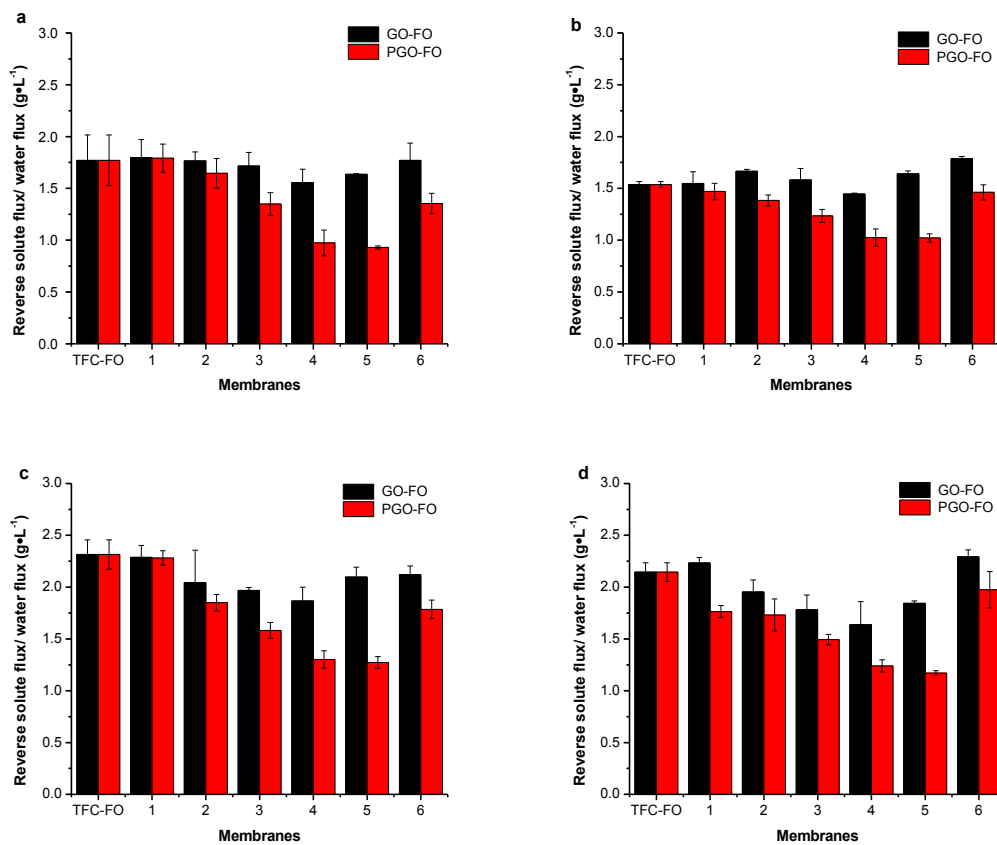 a
GO-FO
PGO-FO
Reverse solute flux/ water flux (g•L⁻¹)
3.0
2.5
2.0
1.5
1.0
0.5
0.0
TFC-FO 1 2 3 4 5 6
Membranes
b
GO-FO
PGO-FO
Reverse solute flux/ water flux (g•L⁻¹)
3.0
2.5
2.0
1.5
1.0
0.5
0.0
TFC-FO 1 2 3 4 5 6
Membranes
c
GO-FO
PGO-FO
Reverse solute flux/ water flux (g•L⁻¹)
3.0
2.5
2.0
1.5
1.0
0.5
0.0
TFC-FO 1 2 3 4 5 6
Membranes
d
GO-FO
PGO-FO
Reverse solute flux/ water flux (g•L⁻¹)
3.0
2.5
2.0
1.5
1.0
0.5
0.0
TFC-FO 1 2 3 4 5 6
Membranes